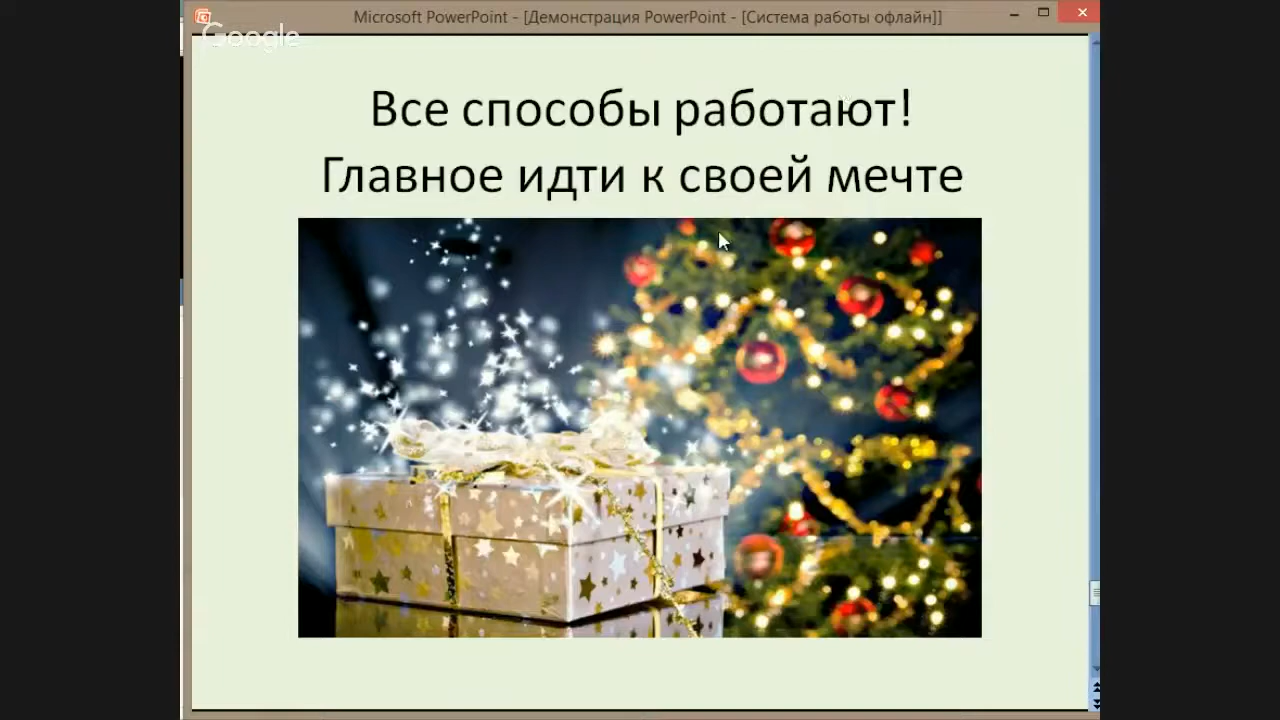 Microsoft PowerPoint - [Демонстрация PowerPoint - [Система работы офлайн]]
Google
Все способы работают!
Главное идти к своей мечте